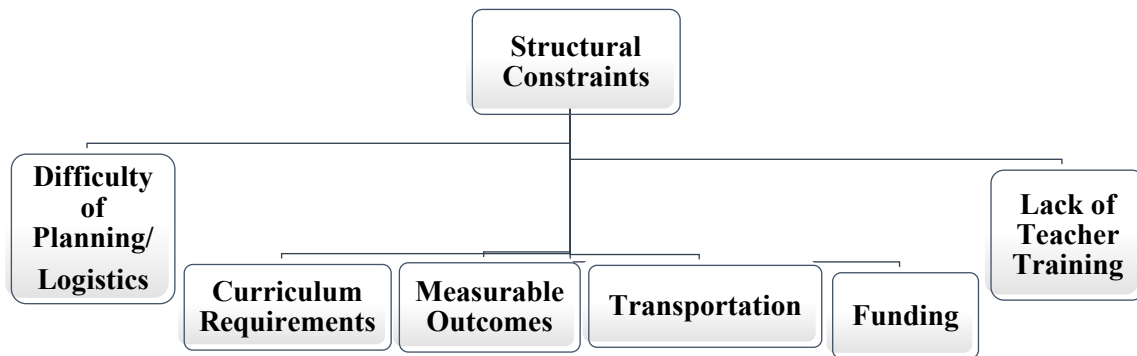 Structural
Constraints
Difficulty
of
Planning/
Logistics
Curriculum
Requirements
Measurable
Outcomes
Transportation
Funding
Lack of
Teacher
Training